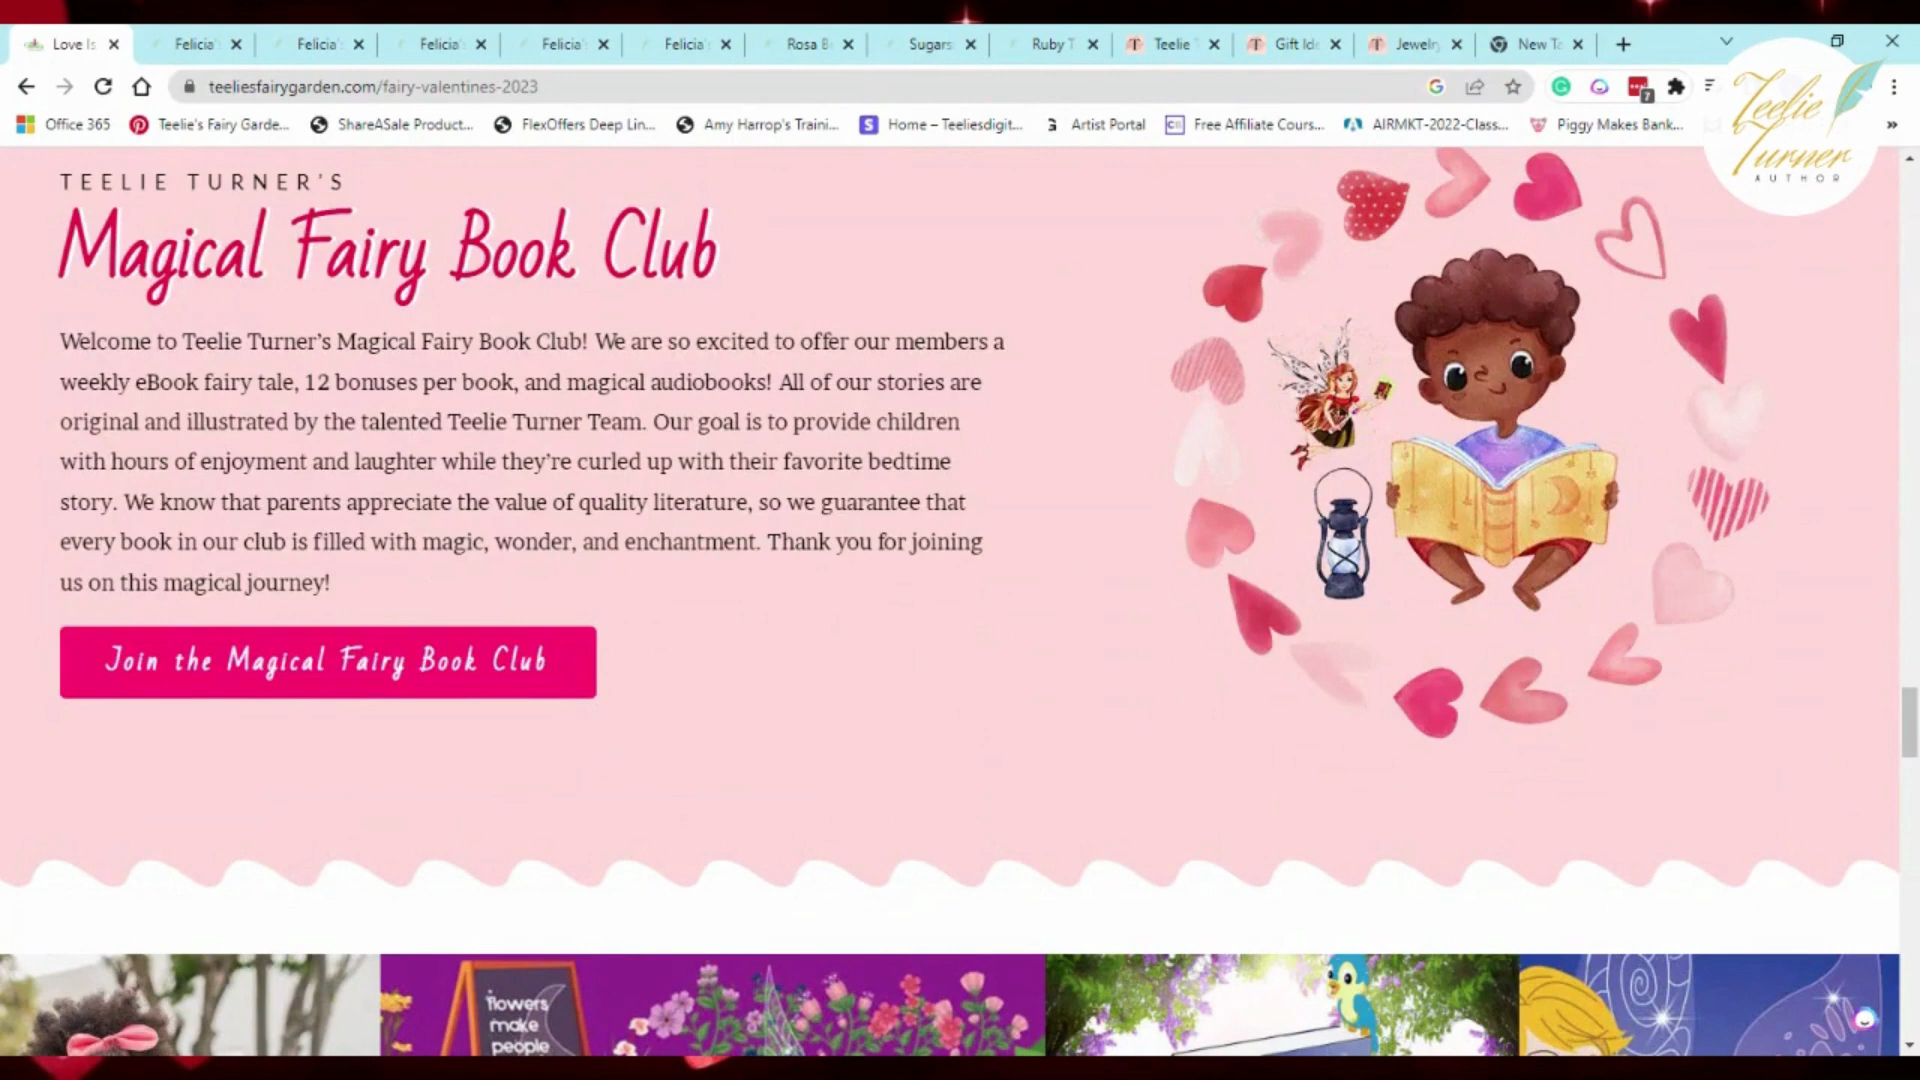 Love Is
Felicia'
Felicia'
Felicia'
Felicia'
Felicia'
Rosa B
Sugars
Ruby T
Teelie T
Gift Id
Jewelr
New Ta
teeliesfairygarden.com/fairy-valentines-2023
7
Office 365
Teelie's Fairy Garde...
ShareASale Product...
FlexOffers Deep Lin...
Amy Harrop's Traini...
Home – Teeliesdigit...
Artist Portal
Free Affiliate Cours...
AIRMKT-2022-Class...
Piggy Makes Bank...
Teelie
Turner
AUTHOR
TEELIE TURNER'S
Magical Fairy Book Club
Welcome to Teelie Turner's Magical Fairy Book Club! We are so excited to offer our members a
weekly eBook fairy tale, 12 bonuses per book, and magical audiobooks! All of our stories are
original and illustrated by the talented Teelie Turner Team. Our goal is to provide children
with hours of enjoyment and laughter while they're curled up with their favorite bedtime
story. We know that parents appreciate the value of quality literature, so we guarantee that
every book in our club is filled with magic, wonder, and enchantment. Thank you for joining
us on this magical journey!
Join the Magical Fairy Book Club
flowers
make
people